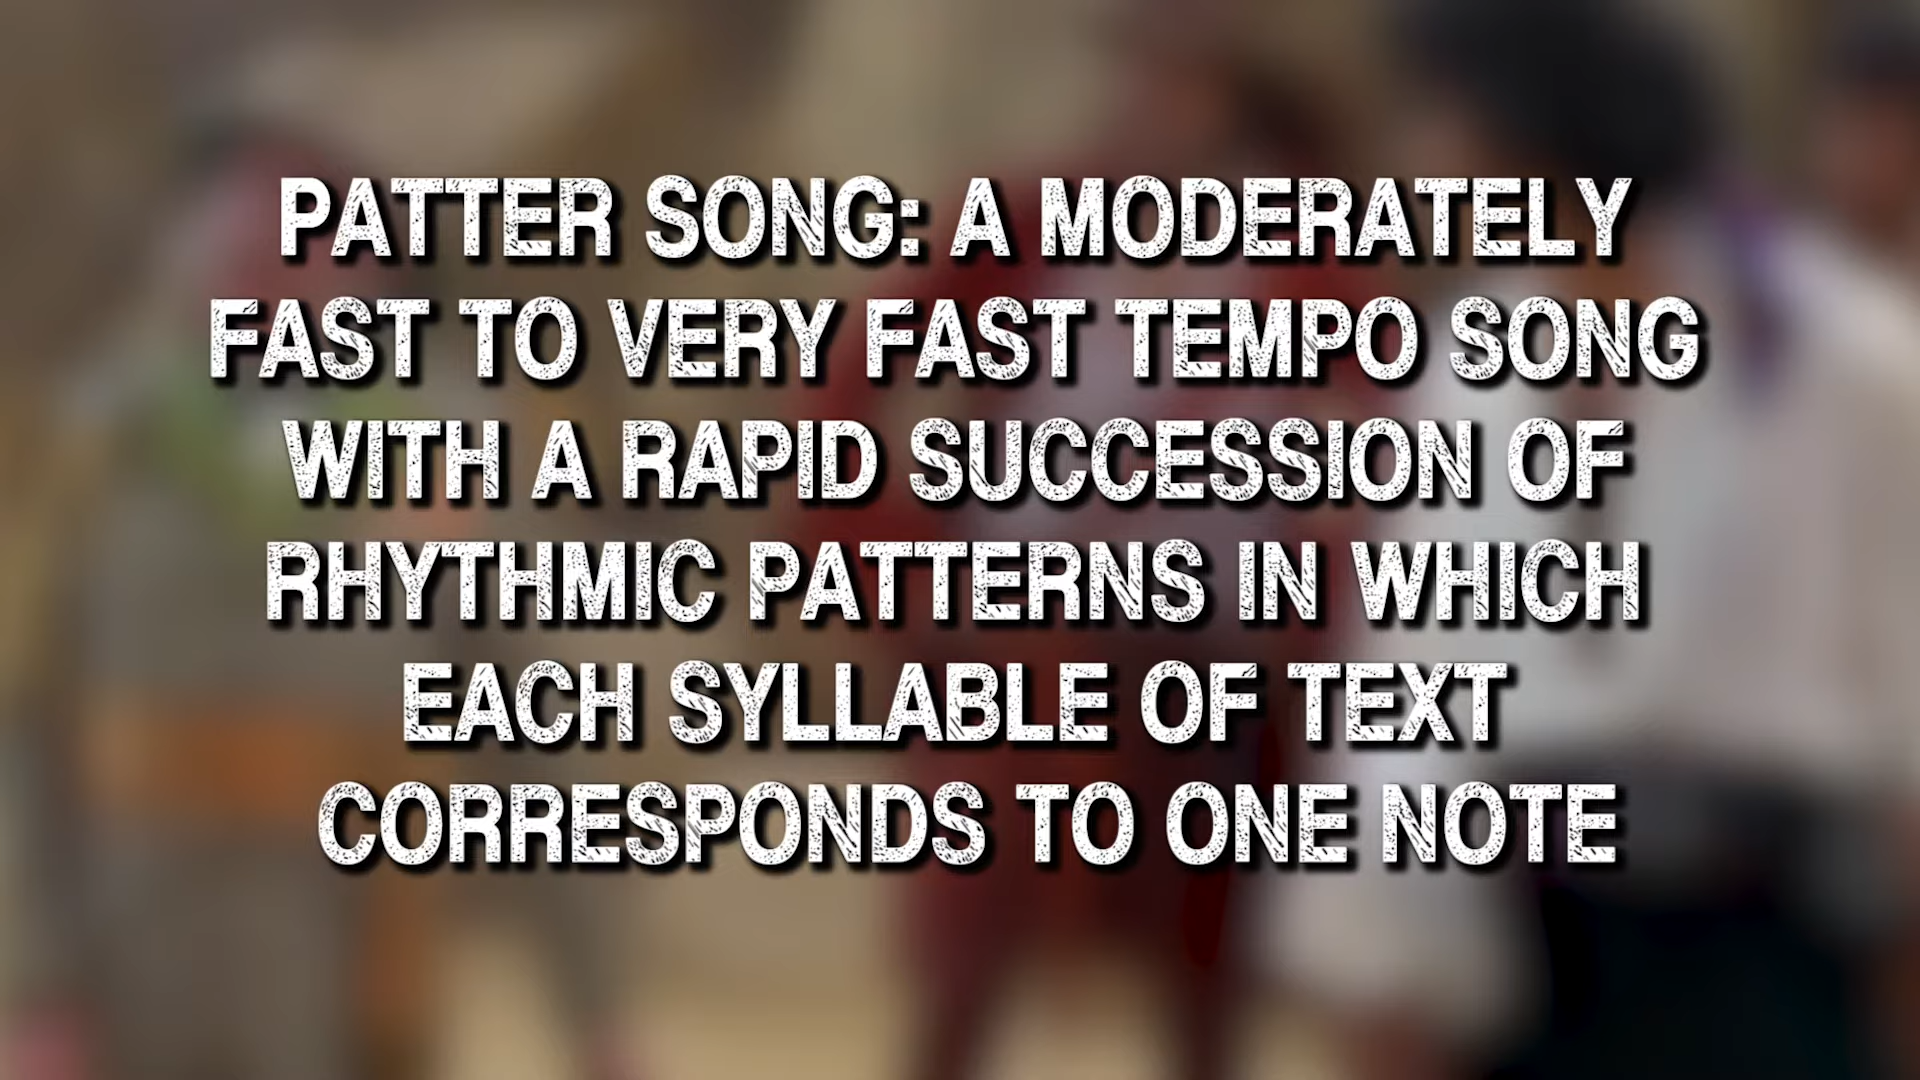 PATTER SONG: A MODERATELY
FAST TO VERY FAST TEMPO SONG
WITH A RAPID SUCCESSION OF
RHYTHMIC PATTERNS IN WHICH
EACH SYLLABLE OF TEXT
CORRESPONDS TO ONE NOTE